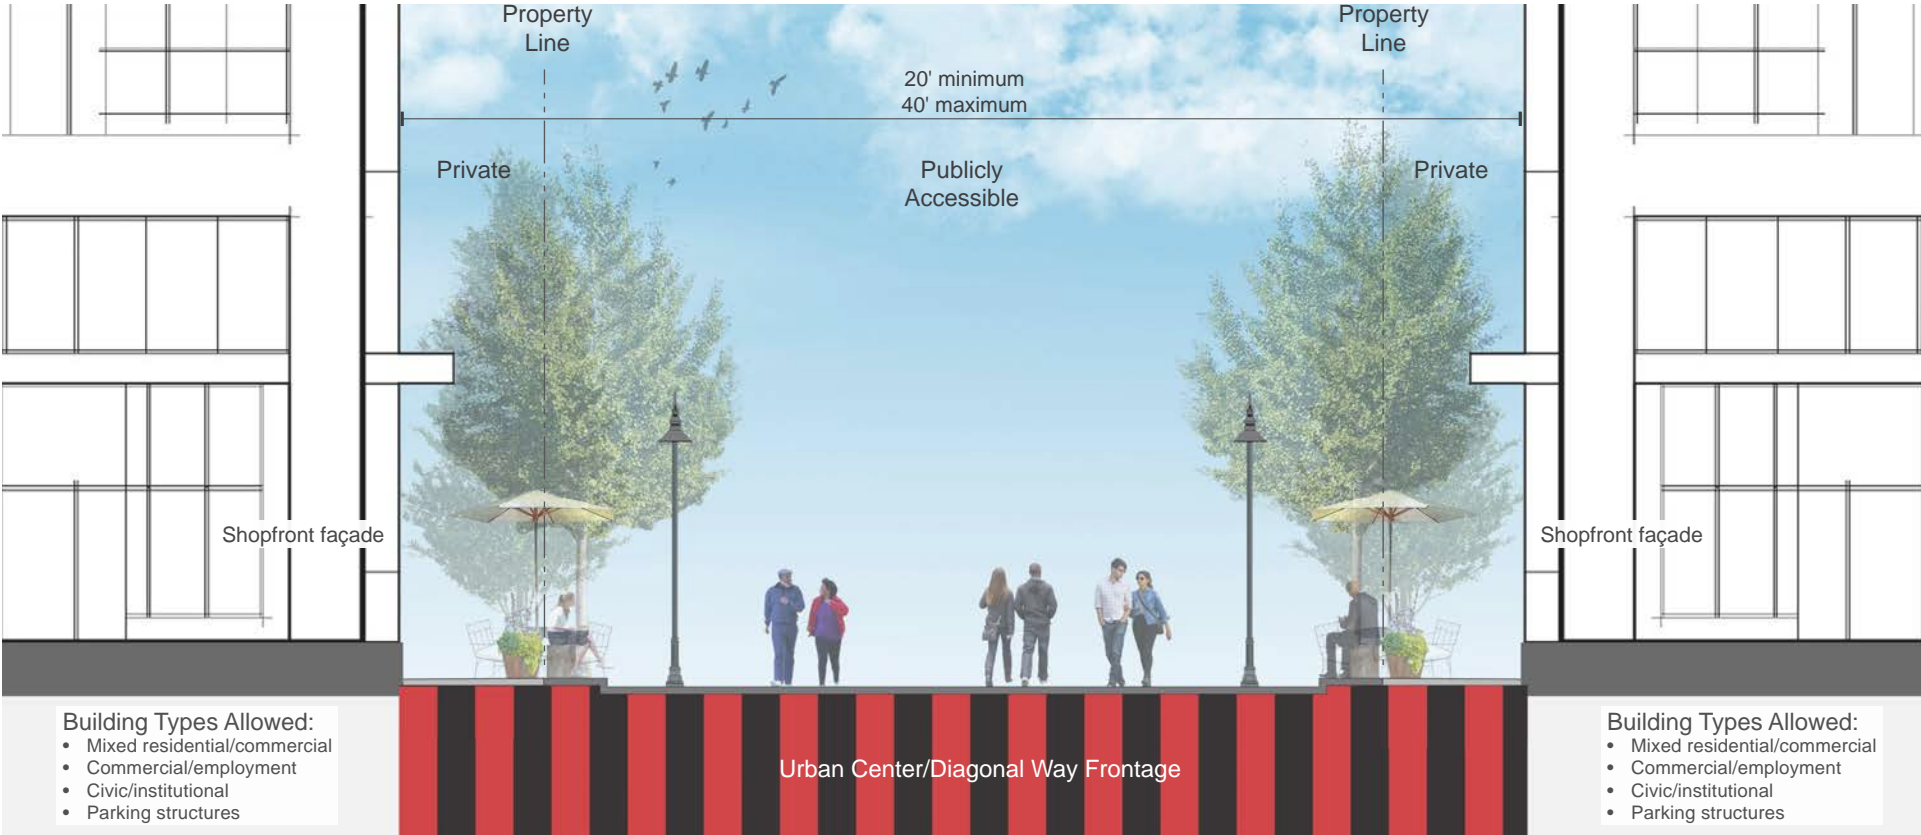 Property
Line
Property
Line
20' minimum
40' maximum
Private
Publicly
Accessible
Private
Shopfront façade
Shopfront façade
Building Types Allowed:
• Mixed residential/commercial
• Commercial/employment
• Civic/institutional
• Parking structures
Urban Center/Diagonal Way Frontage
Building Types Allowed:
• Mixed residential/commercial
• Commercial/employment
• Civic/institutional
• Parking structures